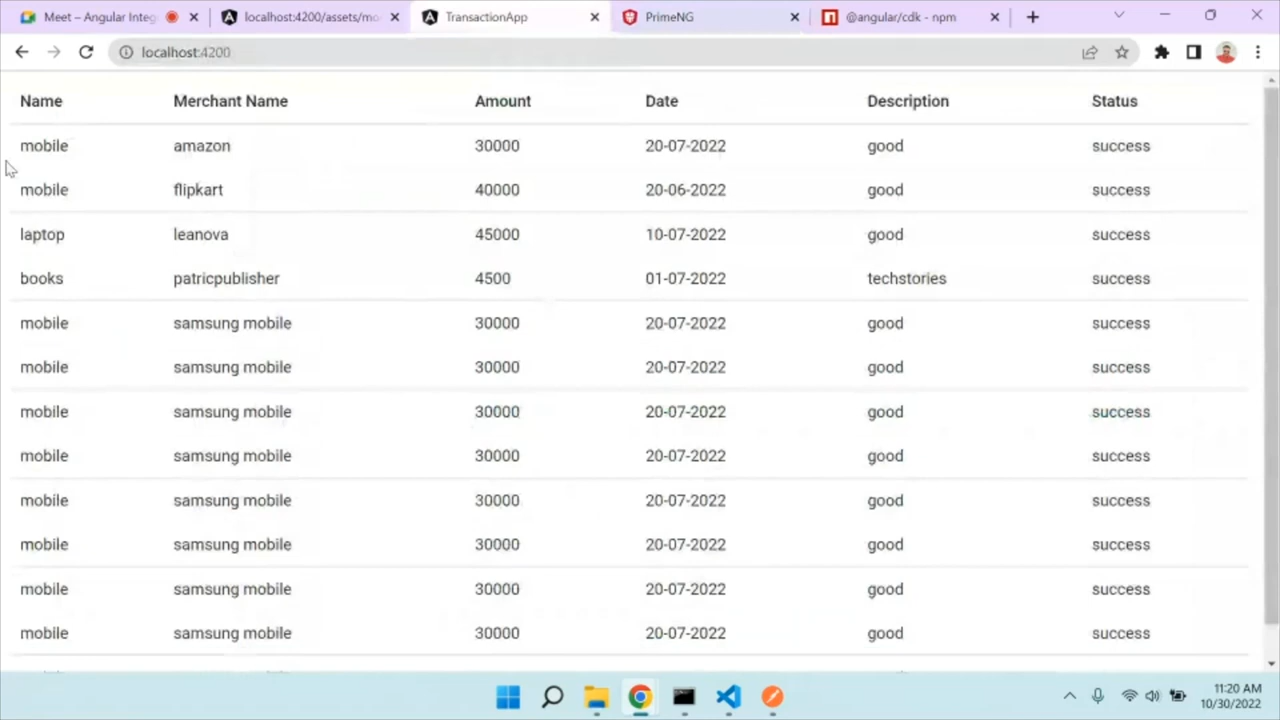 Meet – Angular Integ
localhost:4200/assets/mo
TransactionApp
PrimeNG
@angular/cdk - npm
localhost:4200
Name Merchant Name Amount Date Description Status
mobile amazon 30000 20-07-2022 good success
mobile flipkart 40000 20-06-2022 good success
laptop leanova 45000 10-07-2022 good success
books patricpublisher 4500 01-07-2022 techstories success
mobile samsung mobile 30000 20-07-2022 good success
mobile samsung mobile 30000 20-07-2022 good success
mobile samsung mobile 30000 20-07-2022 good success
mobile samsung mobile 30000 20-07-2022 good success
mobile samsung mobile 30000 20-07-2022 good success
mobile samsung mobile 30000 20-07-2022 good success
mobile samsung mobile 30000 20-07-2022 good success
mobile samsung mobile 30000 20-07-2022 good success
11:20 AM
10/30/2022